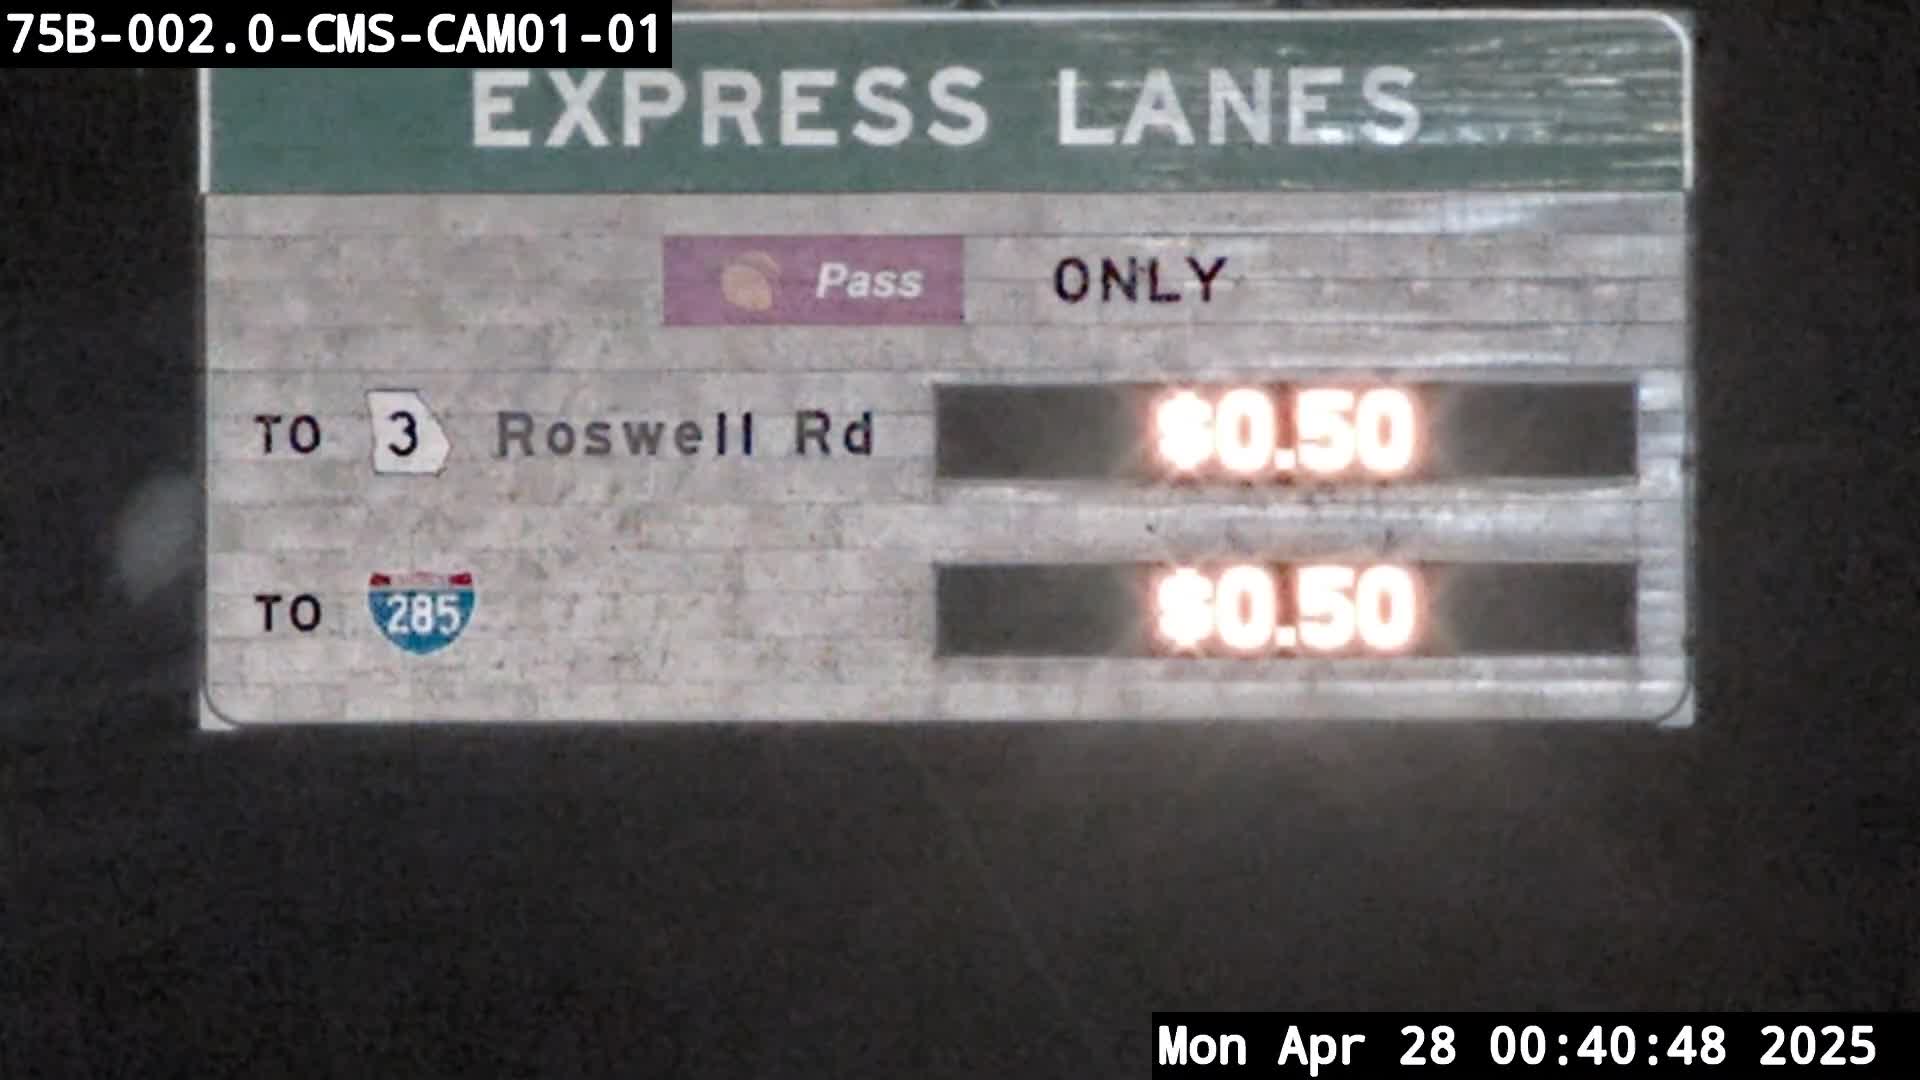 75B-002.0-CMS-CAM01-01
EXPRESS LANES
Pass ONLY
TO 3 Roswell Rd $0.50
TO 285 $0.50
Mon Apr 28 00:40:48 2025